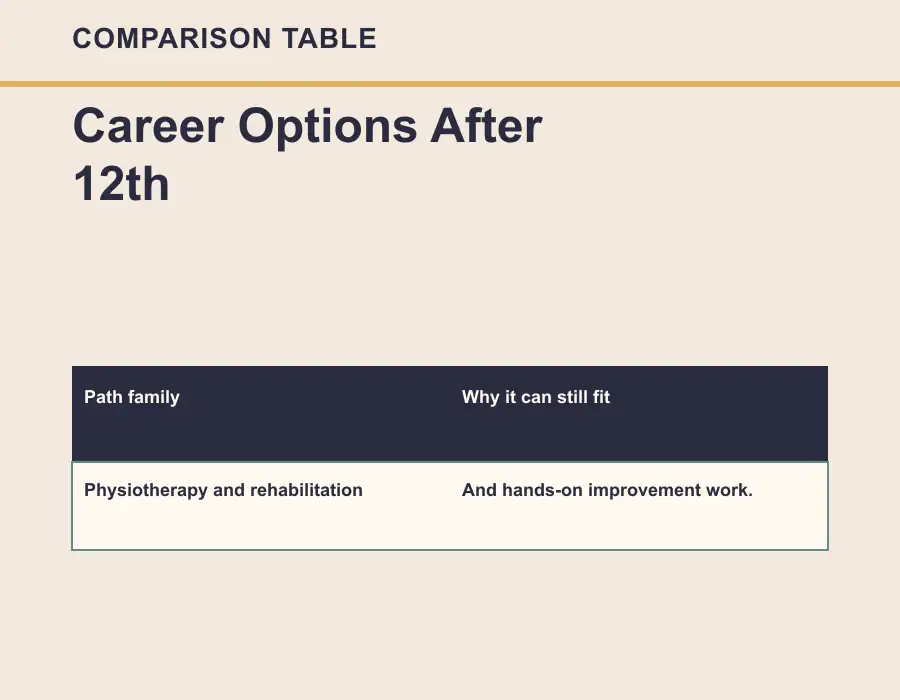 COMPARISON TABLE
Career Options After
12th
Path family
Why it can still fit
Physiotherapy and rehabilitation
And hands-on improvement work.